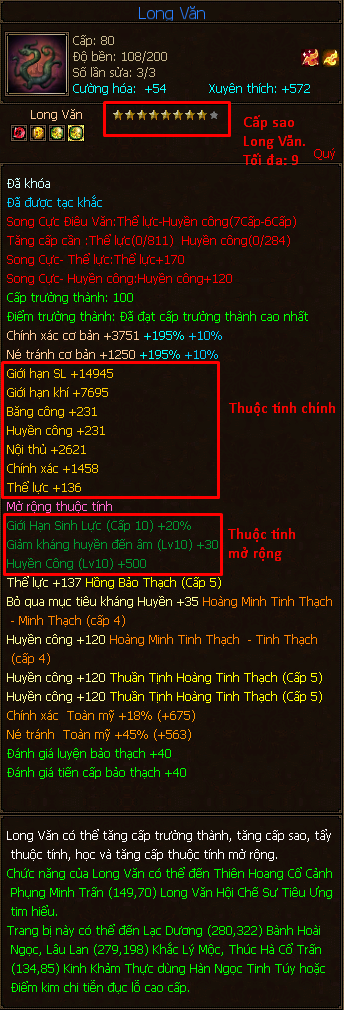 Long Văn
Cấp: 80
Độ bền: 108/200
Số lần sửa: 3/3
Cường hóa: +54 Xuyên thích: +572
Long Văn
Cấp sao
Long Văn.
Tối đa: 9
Quý
Đã khóa
Đã được tạc khắc
Song Cực Điêu Văn:Thể lực-Huyền công(7Cấp-6Cấp)
Tăng cấp cần :Thể lực(0/811) Huyền công(0/284)
Song Cực- Thể lực:Thể lực+170
Song Cực- Huyền công:Huyền công+120
Cấp trưởng thành: 100
Điểm trưởng thành: Đã đạt cấp trưởng thành cao nhất
Chính xác cơ bản +3751 +195% +10%
Né tránh cơ bản +1250 +195% +10%
Giới hạn SL +14945
Giới hạn khí +7695
Băng công +231
Huyền công +231
Nội thủ +2621
Chính xác +1458
Thể lực +136
Thuộc tính chính
Mở rộng thuộc tính
Giới Hạn Sinh Lực (Cấp 10) +20%
Giảm kháng huyền đến âm (Lv10) +30
Huyền Công (Lv10) +500
Thuộc tính
mở rộng
Thể lực +137 Hồng Bảo Thạch (Cấp 5)
Bỏ qua mục tiêu kháng Huyền +35 Hoàng Minh Tinh Thạch
- Minh Thạch (cấp 4)
Huyền công +120 Hoàng Minh Tinh Thạch - Tinh Thạch
(cấp 4)
Huyền công +120 Thuần Tịnh Hoàng Tinh Thạch (Cấp 5)
Huyền công +120 Thuần Tịnh Hoàng Tinh Thạch (Cấp 5)
Chính xác Toàn mỹ +18% (+675)
Né tránh Toàn mỹ +45% (+563)
Đánh giá luyện bảo thạch +40
Đánh giá tiến cấp bảo thạch +40
Long Văn có thể tăng cấp trưởng thành, tăng cấp sao, tẩy
thuộc tính, học và tăng cấp thuộc tính mở rộng.
Chức năng của Long Văn có thể đến Thiên Hoang Cổ Cảnh
Phụng Minh Trấn (149,70) Long Văn Hội Chế Sư Tiêu Ưng
tìm hiểu.
Trang bị này có thể đến Lạc Dương (280,322) Bành Hoài
Ngọc, Lâu Lan (279,198) Khắc Lý Mộc, Thúc Hà Cổ Trấn
(134,85) Kinh Khảm Thực dùng Hàn Ngọc Tinh Túy hoặc
Điểm kim chi tiễn đục lỗ cao cấp.